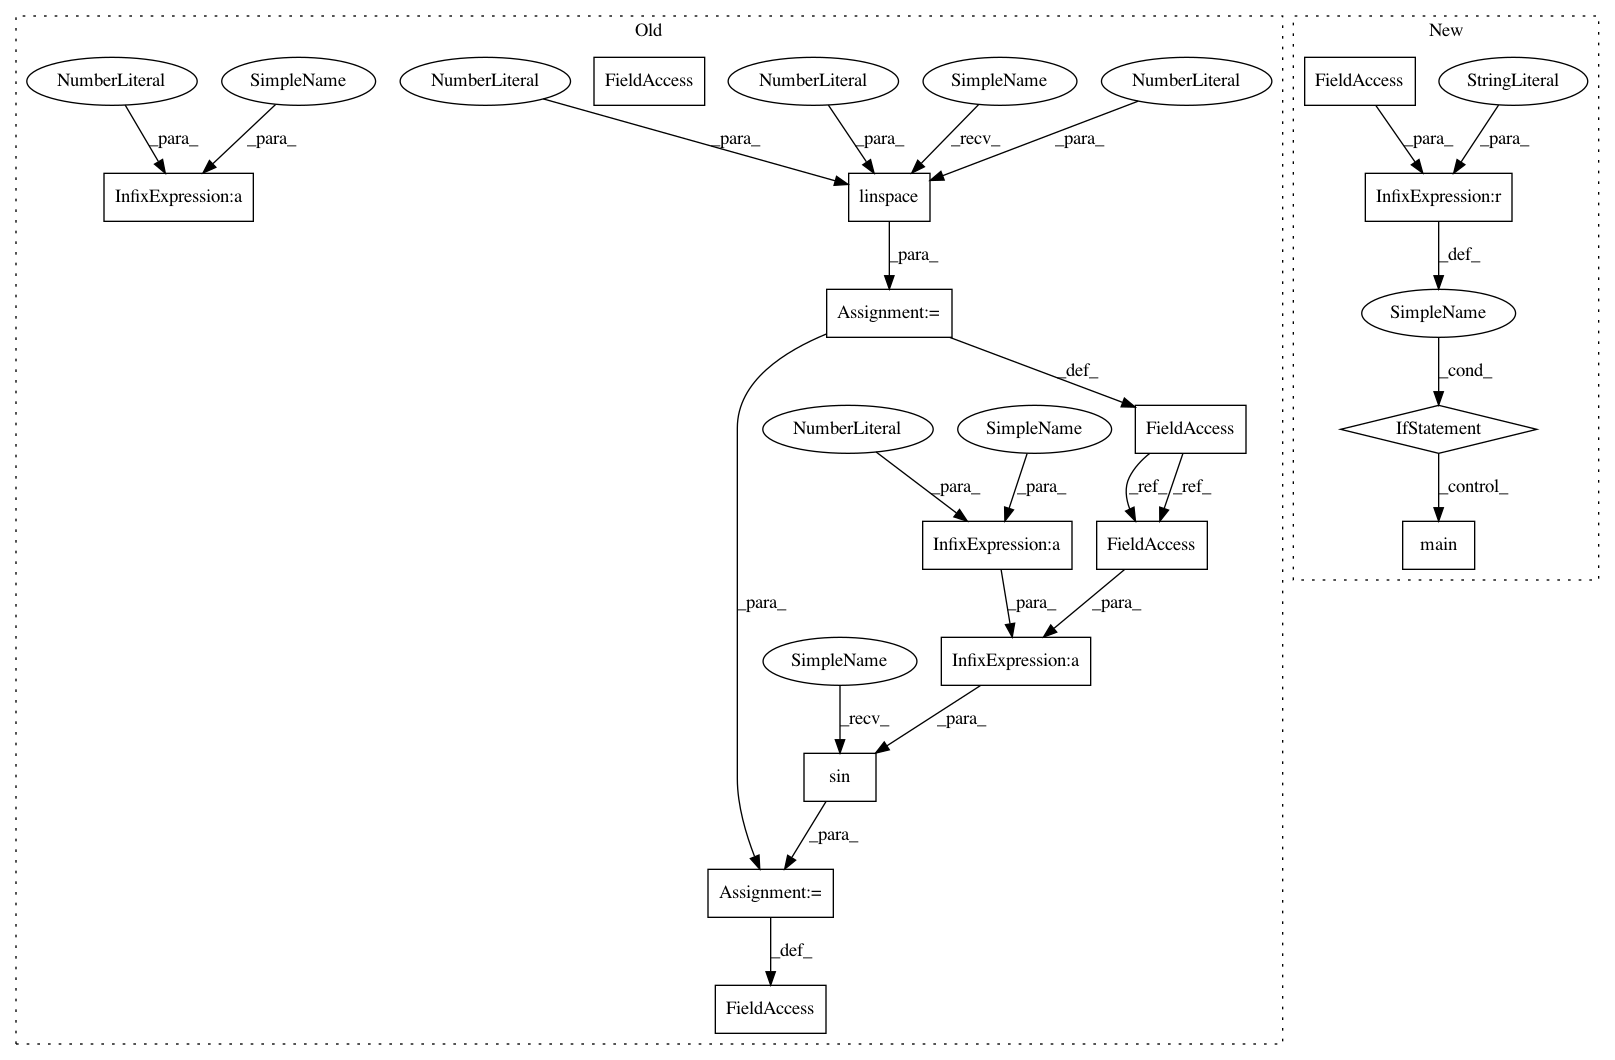 Old
New
NumberLiteral
SimpleName
NumberLiteral
FieldAccess
NumberLiteral
SimpleName
NumberLiteral
FieldAccess
StringLiteral
_para_
_para_
_para_
_para_
_recv_
_para_
_para_
_para_
InfixExpression:a
linspace
InfixExpression:r
_para_
_def_
Assignment:=
SimpleName
_def_
_cond_
NumberLiteral
SimpleName
FieldAccess
IfStatement
_para_
_para_
_ref_
_ref_
_control_
InfixExpression:a
FieldAccess
main
_para_
_para_
_para_
SimpleName
InfixExpression:a
_recv_
_para_
sin
_para_
Assignment:=
_def_
FieldAccess